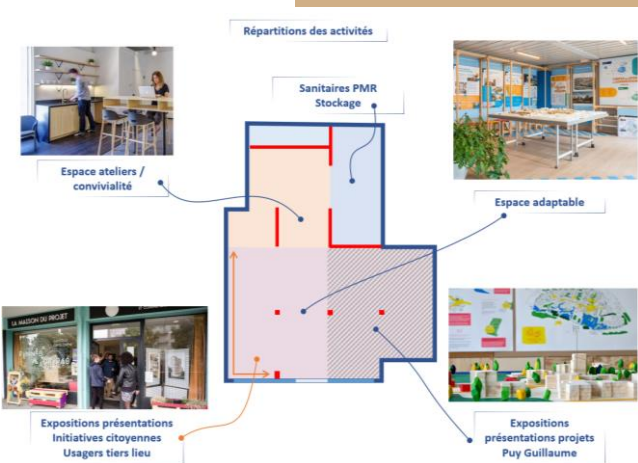 Répartitions des activités
Sanitaires PMR
Stockage
Espace ateliers /
convivialité
Espace adaptable
LA MAISON DU PROJET
Expositions présentations
Initiatives citoyennes
Usagers tiers lieu
Expositions
présentations projets
Puy Guillaume